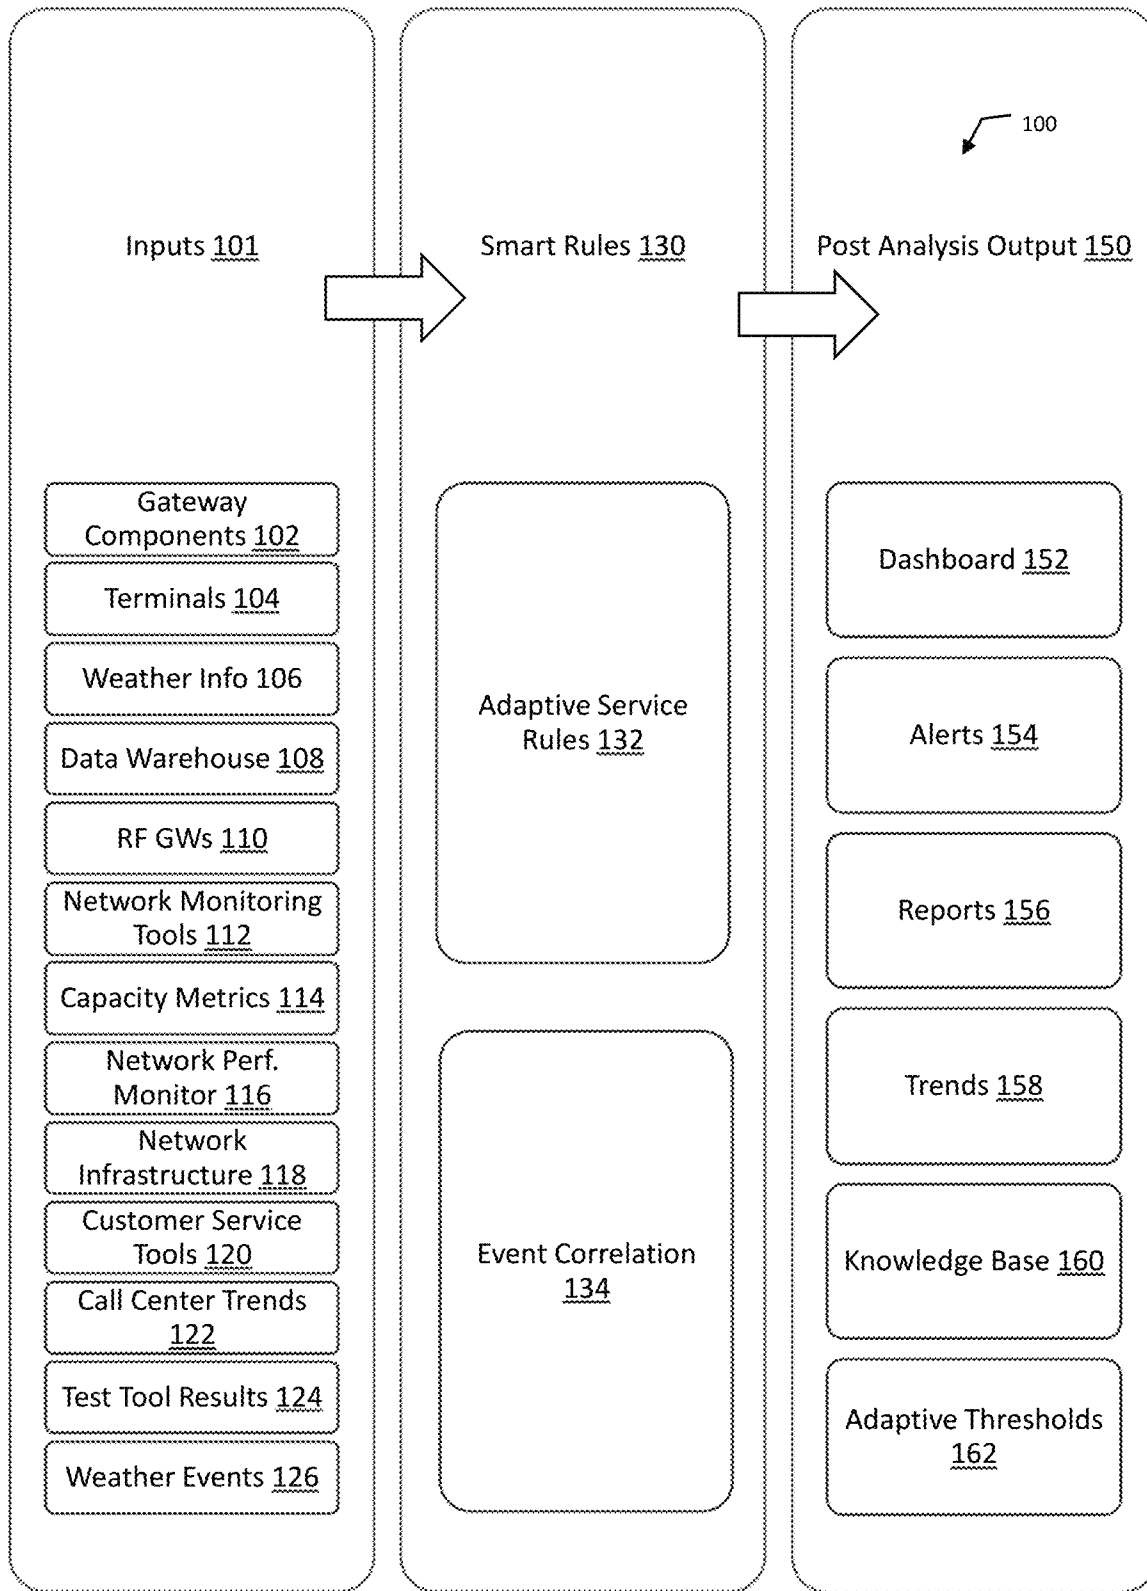 100
Inputs 101
Smart Rules 130
Post Analysis Output 150
Gateway
Components 102
Terminals 104
Weather Info 106
Data Warehouse 108
RF GWs 110
Network Monitoring
Tools 112
Capacity Metrics 114
Network Perf.
Monitor 116
Network
Infrastructure 118
Customer Service
Tools 120
Call Center Trends
122
Test Tool Results 124
Weather Events 126
Adaptive Service
Rules 132
Event Correlation
134
Dashboard 152
Alerts 154
Reports 156
Trends 158
Knowledge Base 160
Adaptive Thresholds
162